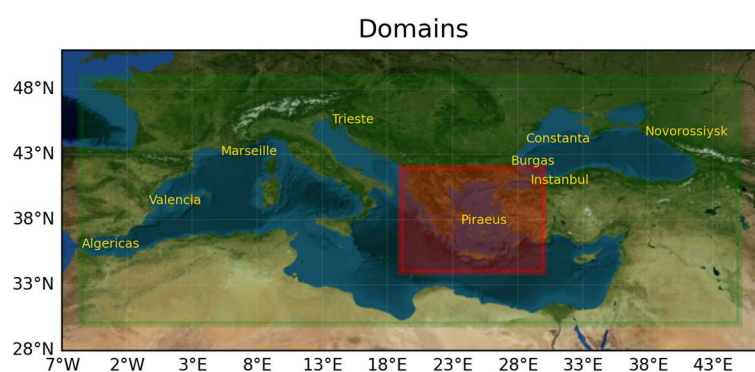 Domains
48°N
43°N
38°N
33°N
28°N
Trieste
Constanta
Novorossiysk
Marseille
Burgas
Instanbul
Valencia
Piraeus
Algericas
7°W 2°W 3°E 8°E 13°E 18°E 23°E 28°E 33°E 38°E 43°E